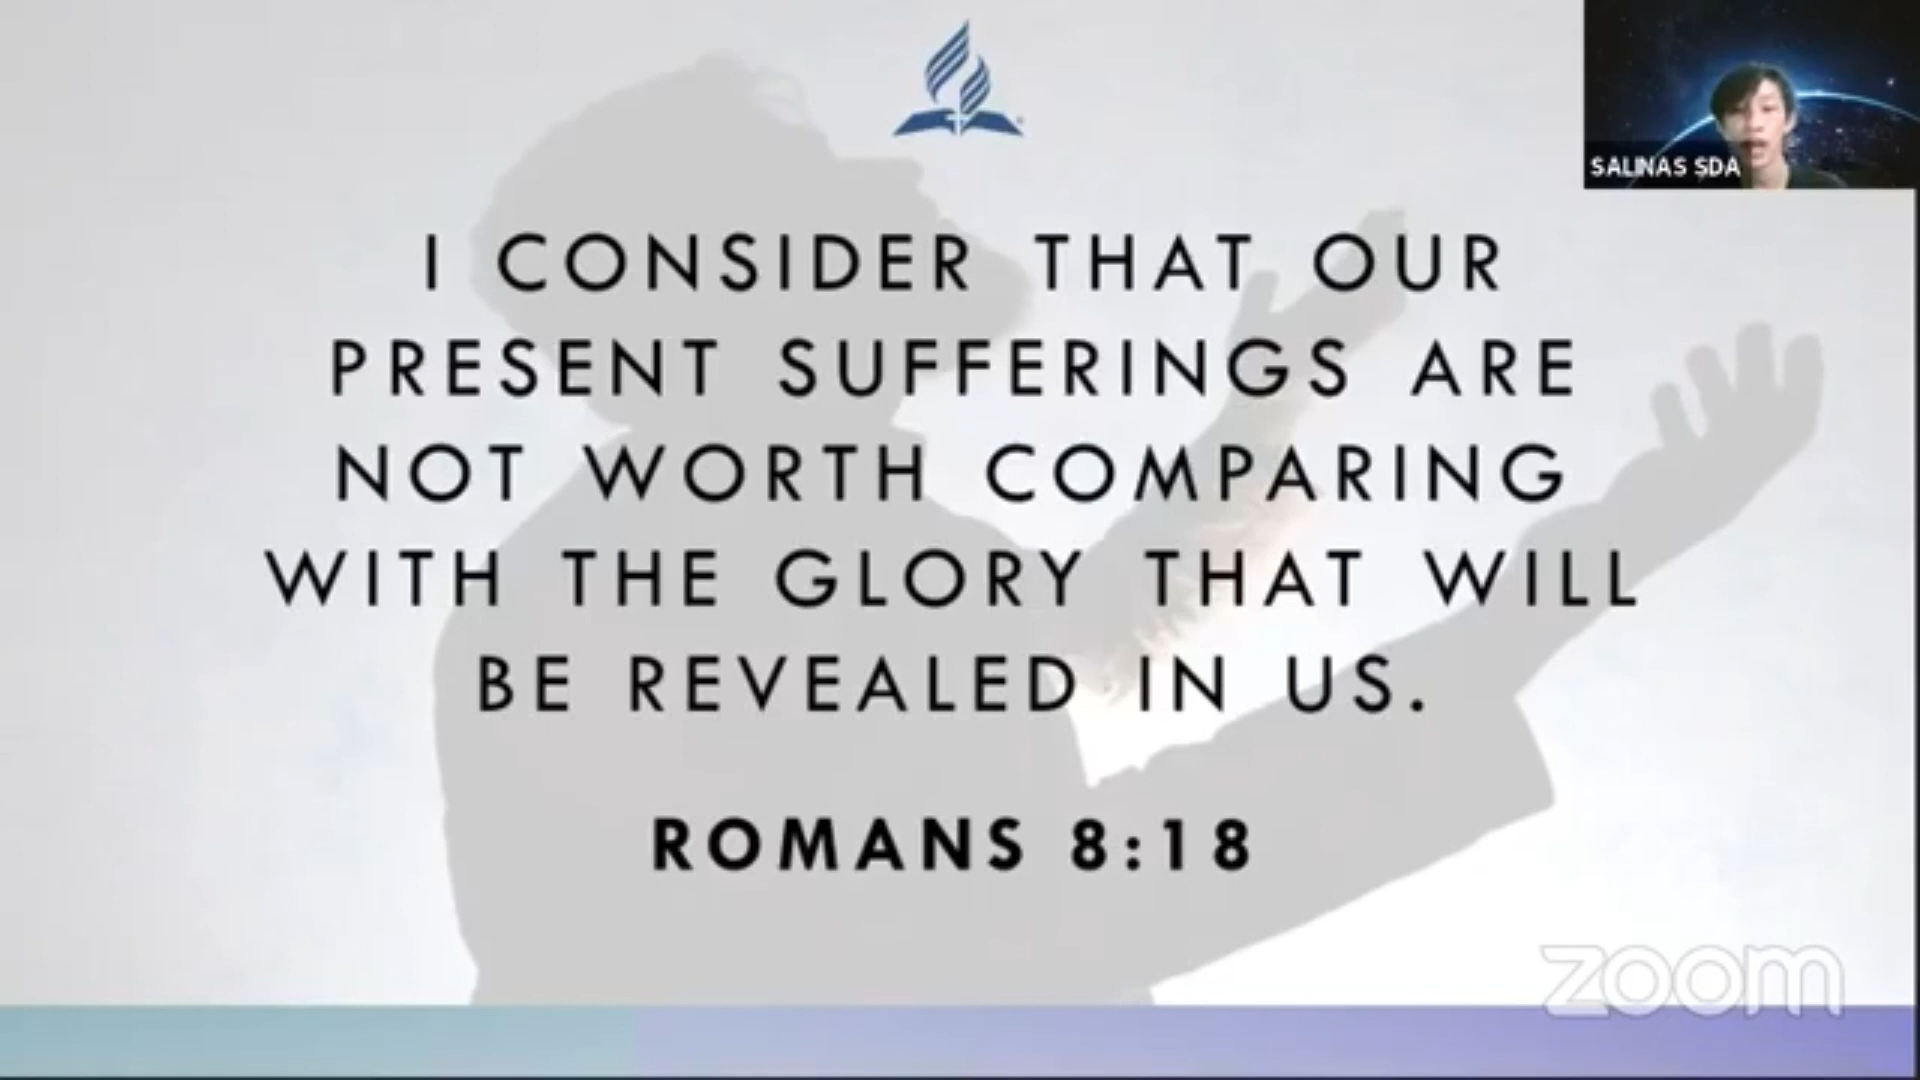 SALINAS SDA
I CONSIDER THAT OUR
PRESENT SUFFERINGS ARE
NOT WORTH COMPARING
WITH THE GLORY THAT WILL
BE REVEALED IN US.
ROMANS 8:18
zoom